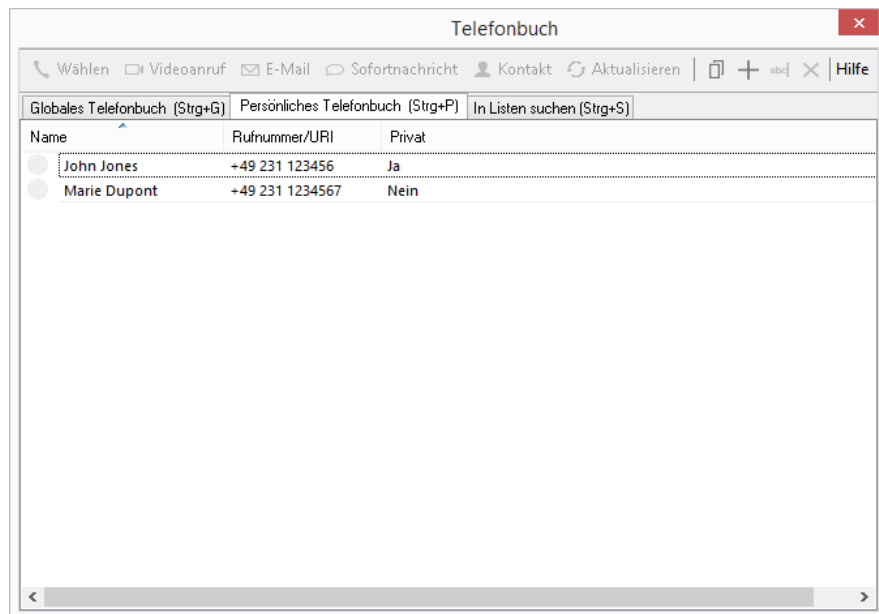 Telefonbuch
Wählen Videoanruf E-Mail Sofortnachricht Kontakt Aktualisieren abc Hilfe
Globales Telefonbuch (Strg+G) Persönliches Telefonbuch (Strg+P) In Listen suchen (Strg+S)
Name Rufnummer/URI Privat
John Jones +49 231 123456 Ja
Marie Dupont +49 231 1234567 Nein